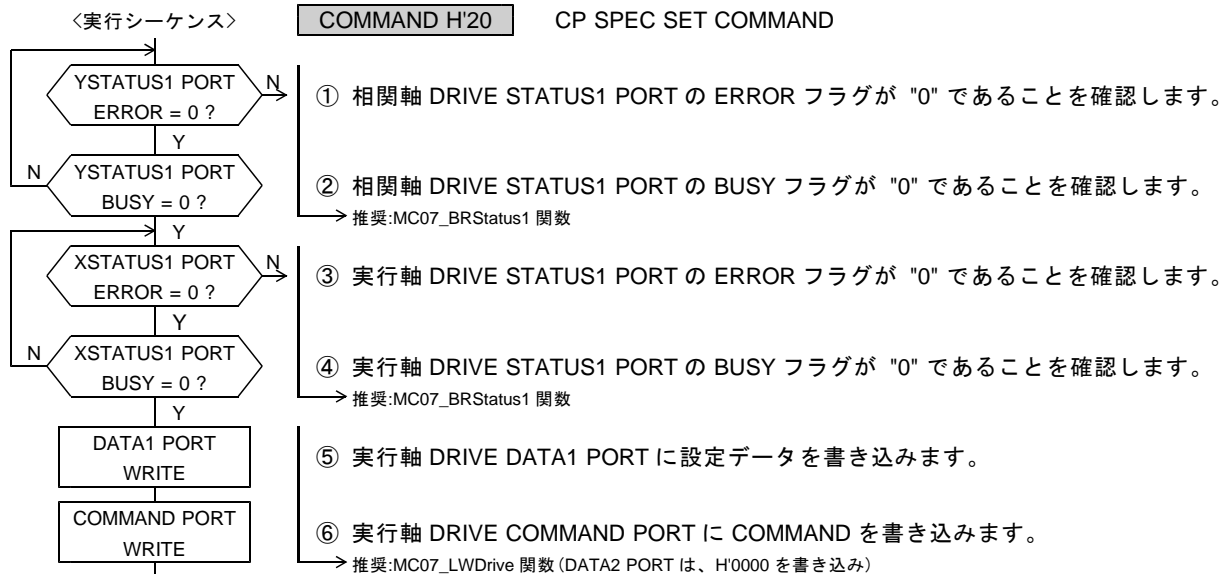 〈実行シーケンス〉
COMMAND H'20 CP SPEC SET COMMAND
YSTATUS1 PORT
ERROR = 0 ?
N
① 相関軸 DRIVE STATUS1 PORT の ERROR フラグが "0" であることを確認します。
Y
N
YSTATUS1 PORT
BUSY = 0 ?
② 相関軸 DRIVE STATUS1 PORT の BUSY フラグが "0" であることを確認します。
推奨:MC07_BRStatus1 関数
Y
XSTATUS1 PORT
ERROR = 0 ?
N
③ 実行軸 DRIVE STATUS1 PORT の ERROR フラグが "0" であることを確認します。
Y
N
XSTATUS1 PORT
BUSY = 0 ?
④ 実行軸 DRIVE STATUS1 PORT の BUSY フラグが "0" であることを確認します。
推奨:MC07_BRStatus1 関数
Y
DATA1 PORT
WRITE
⑤ 実行軸 DRIVE DATA1 PORT に設定データを書き込みます。
COMMAND PORT
WRITE
⑥ 実行軸 DRIVE COMMAND PORT に COMMAND を書き込みます。
推奨:MC07_LWDrive 関数(DATA2 PORT は、H'0000 を書き込み)